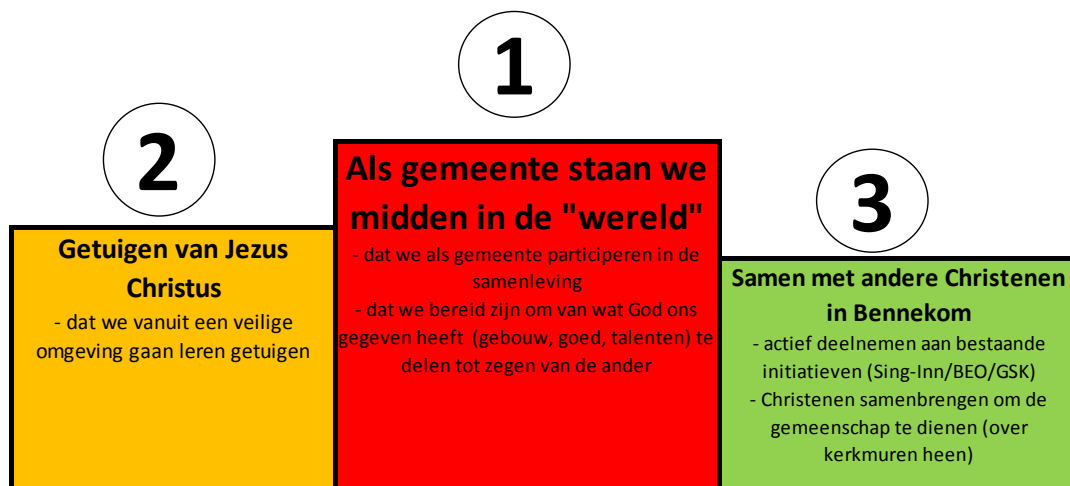 1
Als gemeente staan we
midden in de "wereld"
- dat we als gemeente participeren in de
samenleving
- dat we bereid zijn om van wat God ons
gegeven heeft (gebouw, goed, talenten) te
delen tot zegen van de ander
2
Getuigen van Jezus
Christus
- dat we vanuit een veilige
omgeving gaan leren getuigen
3
Samen met andere Christenen
in Bennekom
- actief deelnemen aan bestaande
initiatieven (Sing-Inn/BEO/GSK)
- Christenen samenbrengen om de
gemeenschap te dienen (over
kerkmuren heen)